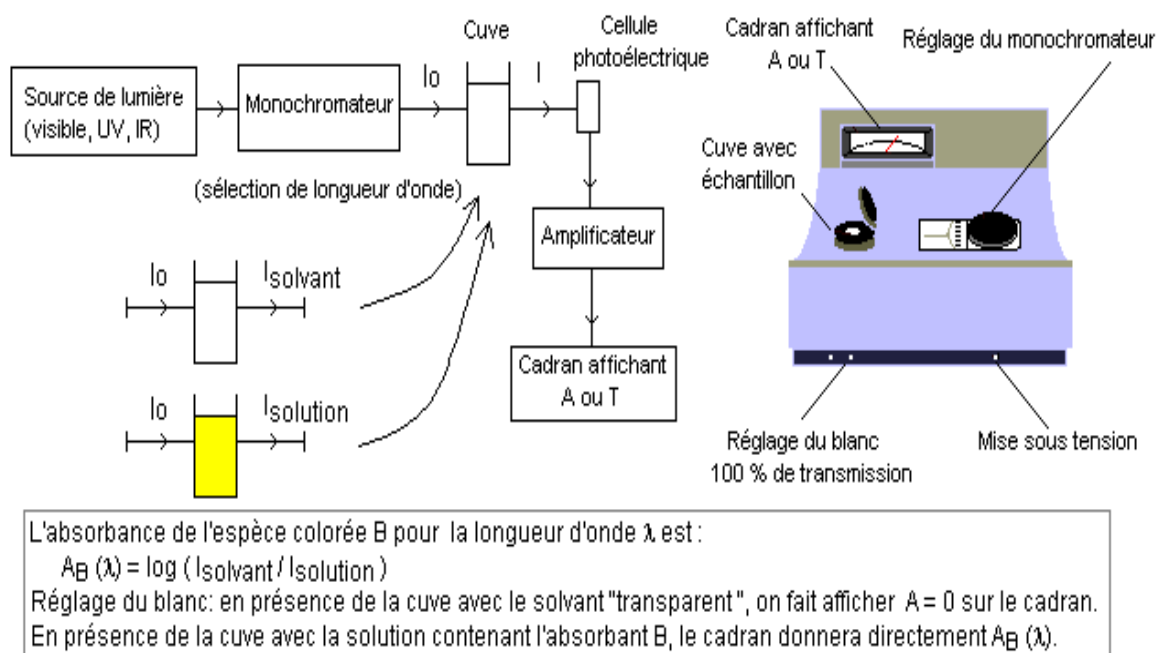 Source de lumière
(visible, UV, IR)
Monochromateur
(sélection de longueur d'onde)
Io
Cuve
I
Cellule
photoélectrique
Amplificateur
Cadran affichant
A ou T
Io
Isolvant
Io
Isolution
Cadran affichant
A ou T
Réglage du monochromateur
Cuve avec
échantillon
Réglage du blanc
100 % de transmission
Mise sous tension
L'absorbance de l'espèce colorée B pour la longueur d'onde λ est :
AB (λ) = log ( Isolvant / Isolution )
Réglage du blanc: en présence de la cuve avec le solvant "transparent", on fait afficher A = 0 sur le cadran.
En présence de la cuve avec la solution contenant l'absorbant B, le cadran donnera directement AB (λ).